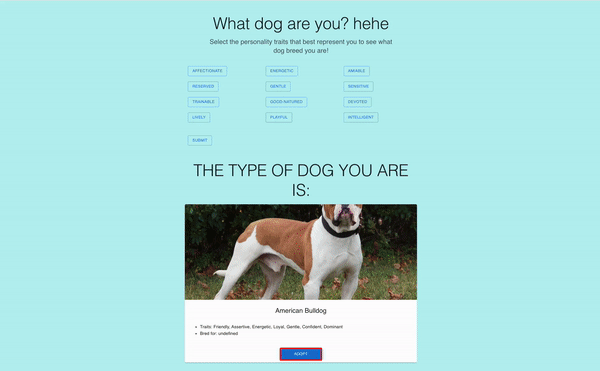 What dog are you? hehe
Select the personality traits that best represent you to see what
dog breed you are!
AFFECTIONATE
ENERGETIC
AMIABLE
RESERVED
GENTLE
SENSITIVE
TRAINABLE
GOOD-NATURED
DEVOTED
LIVELY
PLAYFUL
INTELLIGENT
SUBMIT
THE TYPE OF DOG YOU ARE
IS:
American Bulldog
Traits: Friendly, Assertive, Energetic, Loyal, Gentle, Confident, Dominant
Bred for: undefined
ADOPT